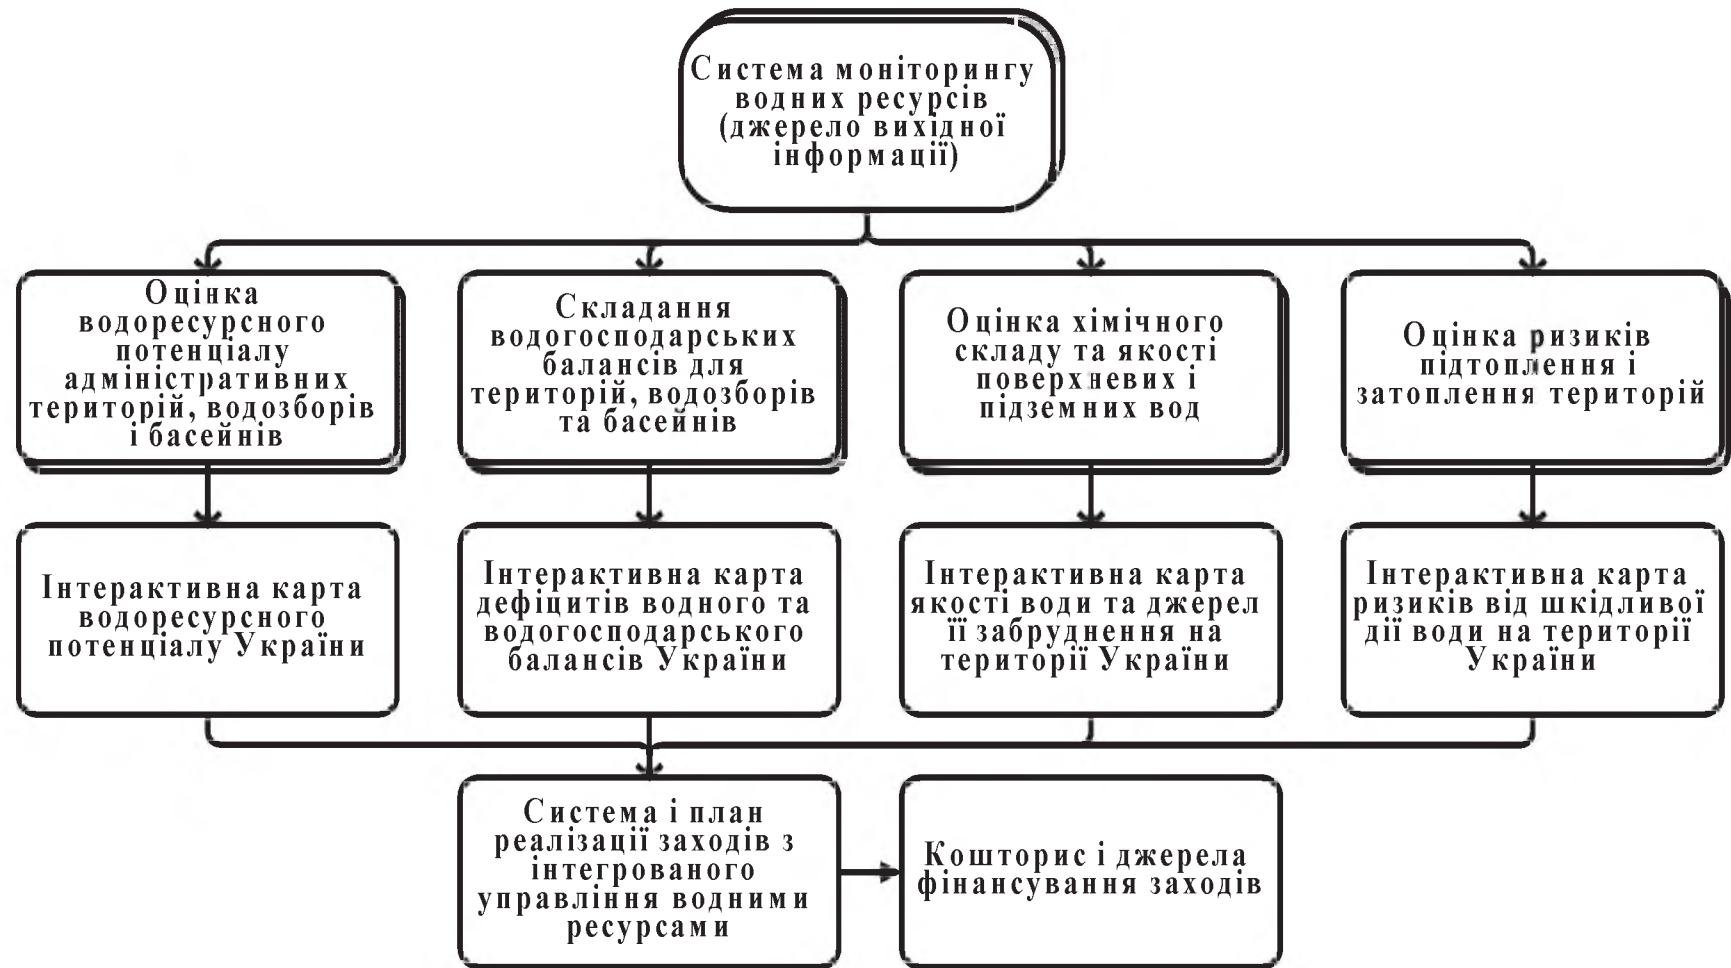 Система моніторингу
водних ресурсів
(джерело вихідної
інформації)
Оцінка
водоресурсного
потенціалу
адміністративних
територій, водозборів
і басейнів
Складання
водогосподарських
балансів для
територій, водозборів
та басейнів
Оцінка хімічного
складу та якості
поверхневих і
підземних вод
Оцінка ризиків
підтоплення і
затоплення територій
Інтерактивна карта
водоресурсного
потенціалу України
Інтерактивна карта
дефіцитів водного та
водогосподарського
балансів України
Інтерактивна карта
якості води та джерел
її забруднення на
території України
Інтерактивна карта
ризиків від шкідливої
дії води на території
України
Система і план
реалізації заходів з
інтегрованого
управління водними
ресурсами
Кошторис і джерела
фінансування заходів